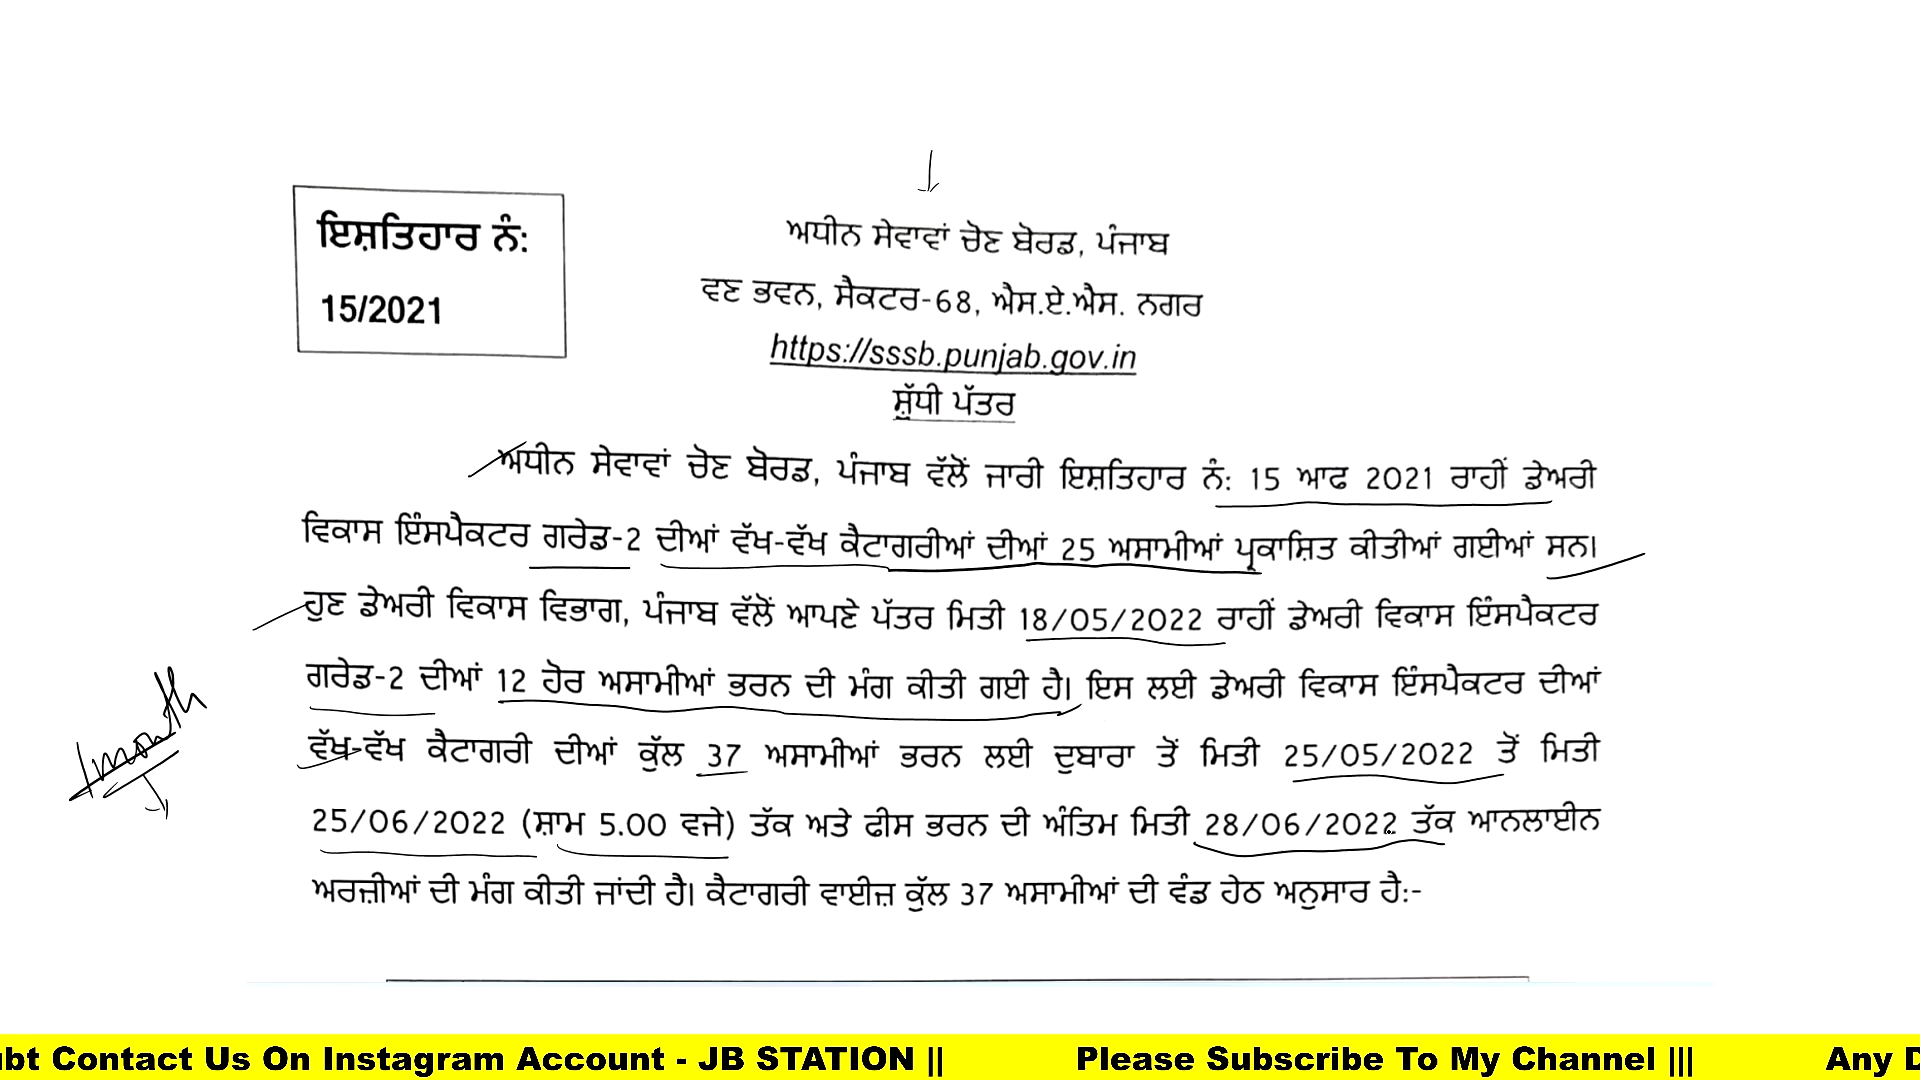 ਇਸ਼ਤਿਹਾਰ ਨੰ:
15/2021
ਅਧੀਨ ਸੇਵਾਵਾਂ ਚੋਣ ਬੋਰਡ, ਪੰਜਾਬ
ਵਣ ਭਵਨ, ਸੈਕਟਰ-68, ਐਸ.ਏ.ਐਸ. ਨਗਰ
https://sssb.punjab.gov.in
ਸ਼ੁੱਧੀ ਪੱਤਰ
ਅਧੀਨ ਸੇਵਾਵਾਂ ਚੋਣ ਬੋਰਡ, ਪੰਜਾਬ ਵੱਲੋਂ ਜਾਰੀ ਇਸ਼ਤਿਹਾਰ ਨੰ: 15 ਆਫ 2021 ਰਾਹੀਂ ਡੇਅਰੀ
ਵਿਕਾਸ ਇੰਸਪੈਕਟਰ ਗਰੇਡ-2 ਦੀਆਂ ਵੱਖ-ਵੱਖ ਕੈਟਾਗਰੀਆਂ ਦੀਆਂ 25 ਅਸਾਮੀਆਂ ਪ੍ਰਕਾਸ਼ਿਤ ਕੀਤੀਆਂ ਗਈਆਂ ਸਨ।
ਹੁਣ ਡੇਅਰੀ ਵਿਕਾਸ ਵਿਭਾਗ, ਪੰਜਾਬ ਵੱਲੋਂ ਆਪਣੇ ਪੱਤਰ ਮਿਤੀ 18/05/2022 ਰਾਹੀਂ ਡੇਅਰੀ ਵਿਕਾਸ ਇੰਸਪੈਕਟਰ
ਗਰੇਡ-2 ਦੀਆਂ 12 ਹੋਰ ਅਸਾਮੀਆਂ ਭਰਨ ਦੀ ਮੰਗ ਕੀਤੀ ਗਈ ਹੈ। ਇਸ ਲਈ ਡੇਅਰੀ ਵਿਕਾਸ ਇੰਸਪੈਕਟਰ ਦੀਆਂ
1 month
ਵੱਖ-ਵੱਖ ਕੈਟਾਗਰੀ ਦੀਆਂ ਕੁੱਲ 37 ਅਸਾਮੀਆਂ ਭਰਨ ਲਈ ਦੁਬਾਰਾ ਤੋਂ ਮਿਤੀ 25/05/2022 ਤੋਂ ਮਿਤੀ
25/06/2022 (ਸ਼ਾਮ 5.00 ਵਜੇ) ਤੱਕ ਅਤੇ ਫੀਸ ਭਰਨ ਦੀ ਅੰਤਿਮ ਮਿਤੀ 28/06/2022 ਤੱਕ ਆਨਲਾਈਨ
ਅਰਜ਼ੀਆਂ ਦੀ ਮੰਗ ਕੀਤੀ ਜਾਂਦੀ ਹੈ। ਕੈਟਾਗਰੀ ਵਾਈਜ਼ ਕੁੱਲ 37 ਅਸਾਮੀਆਂ ਦੀ ਵੰਡ ਹੇਠ ਅਨੁਸਾਰ ਹੈ:-
ubt Contact Us On Instagram Account - JB STATION || Please Subscribe To My Channel ||| Any D